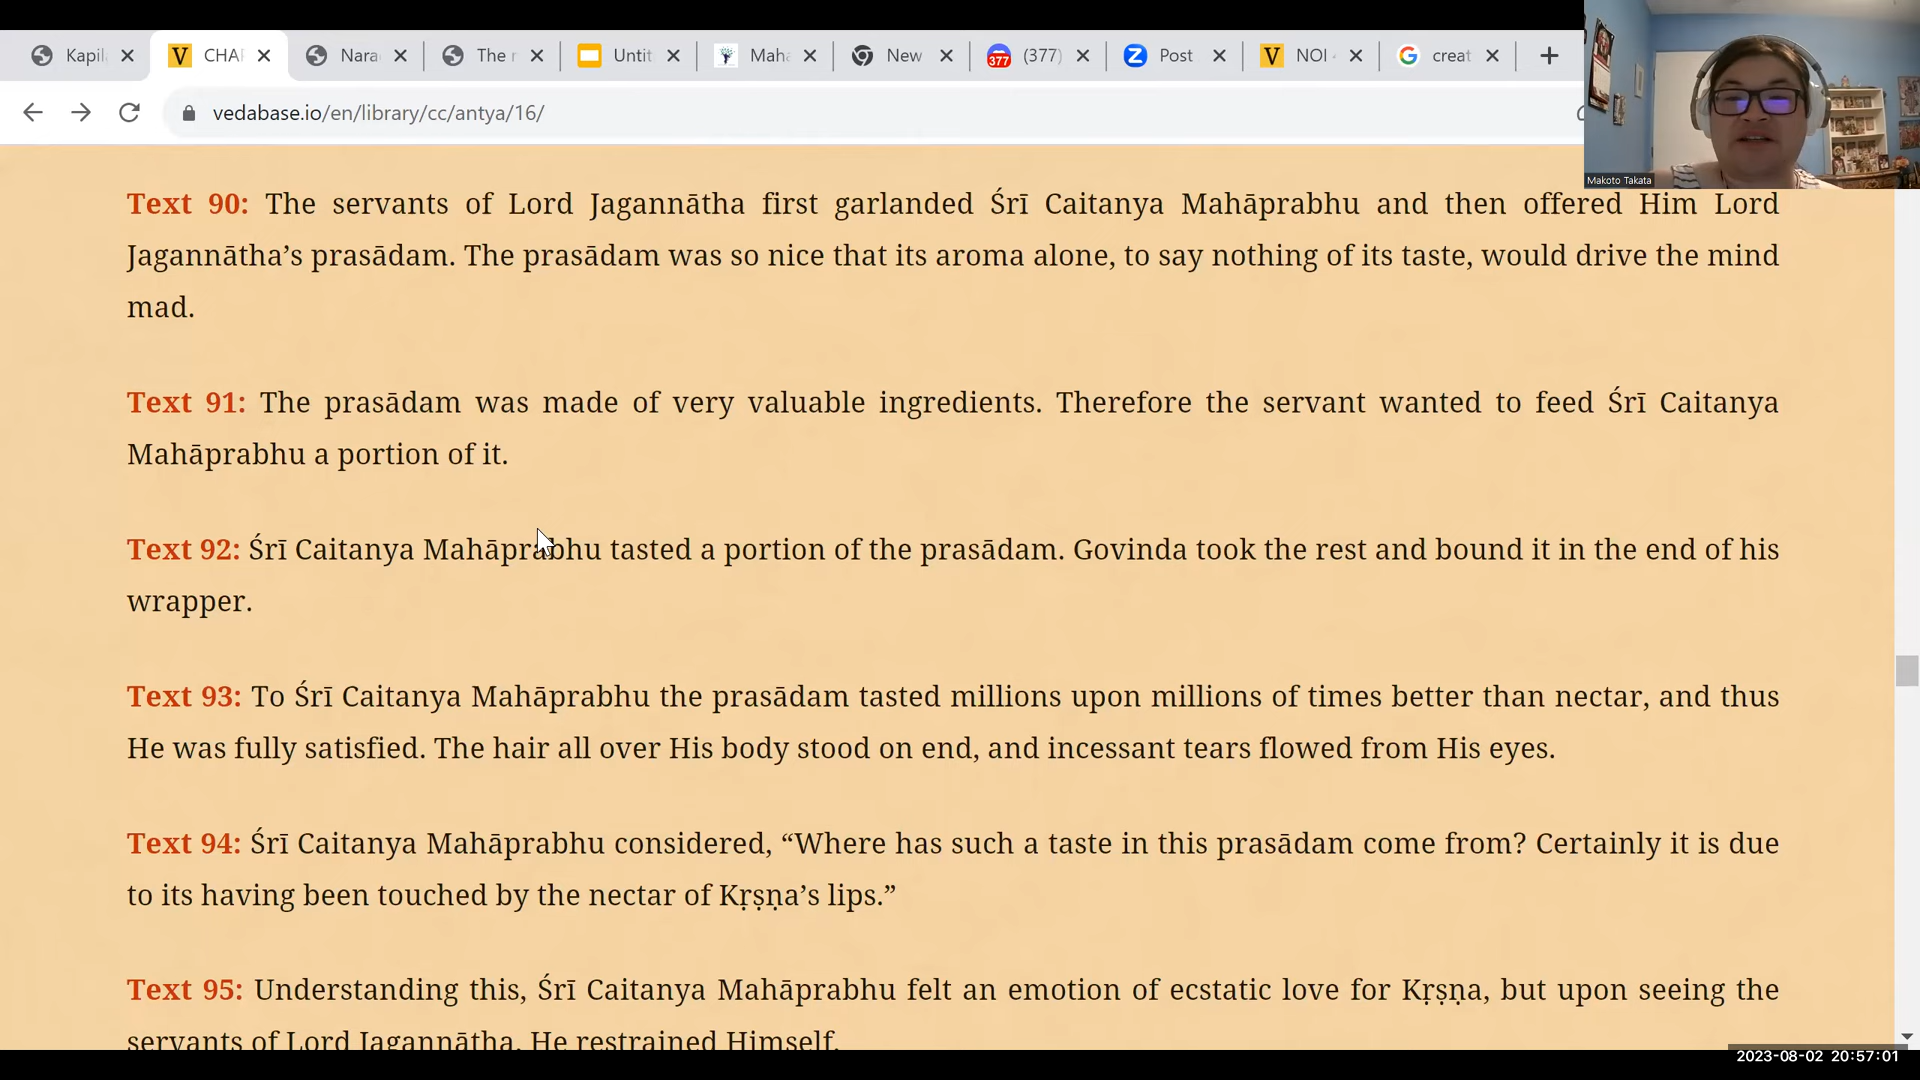 Kapil
CHAP
Nara
The r
Untit
Maha
New
377
(377)
Post
NOI
creat
vedabase.io/en/library/cc/antya/16/
Makoto Takata
Text 90: The servants of Lord Jagannātha first garlanded Śrī Caitanya Mahāprabhu and then offered Him Lord
Jagannātha’s prasādam. The prasādam was so nice that its aroma alone, to say nothing of its taste, would drive the mind
mad.
Text 91: The prasādam was made of very valuable ingredients. Therefore the servant wanted to feed Śrī Caitanya
Mahāprabhu a portion of it.
Text 92: Śrī Caitanya Mahāprabhu tasted a portion of the prasādam. Govinda took the rest and bound it in the end of his
wrapper.
Text 93: To Śrī Caitanya Mahāprabhu the prasādam tasted millions upon millions of times better than nectar, and thus
He was fully satisfied. The hair all over His body stood on end, and incessant tears flowed from His eyes.
Text 94: Śrī Caitanya Mahāprabhu considered, “Where has such a taste in this prasādam come from? Certainly it is due
to its having been touched by the nectar of Kṛṣṇa’s lips.”
Text 95: Understanding this, Śrī Caitanya Mahāprabhu felt an emotion of ecstatic love for Kṛṣṇa, but upon seeing the
servants of Lord Jagannātha, He restrained Himself.
2023-08-02 20:57:01